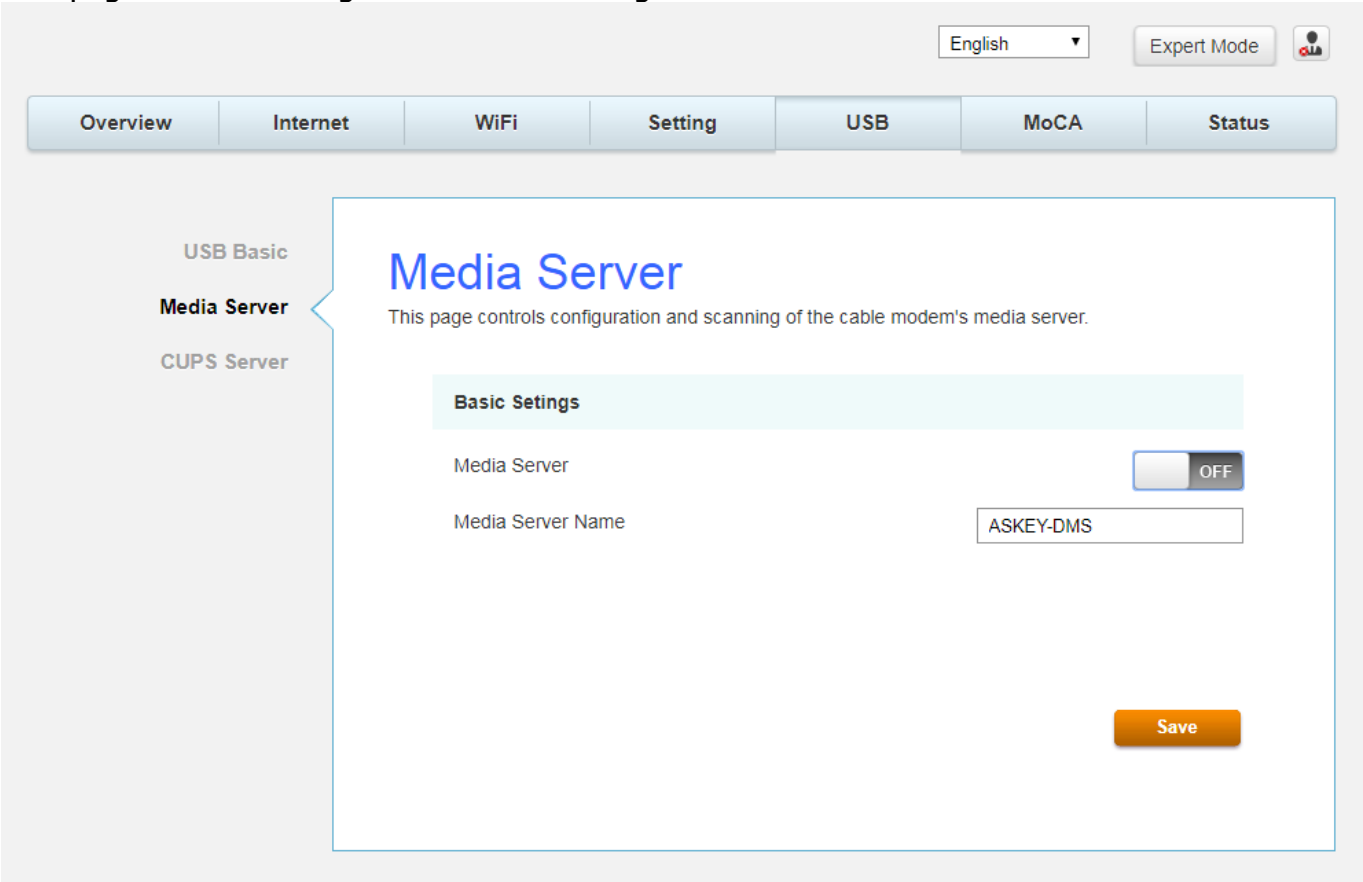 English
Expert Mode
Overview Internet WiFi Setting USB MoCA Status
USB Basic
Media Server
CUPS Server
Media Server
This page controls configuration and scanning of the cable modem's media server.
Basic Setings
Media Server OFF
Media Server Name ASKEY-DMS
Save